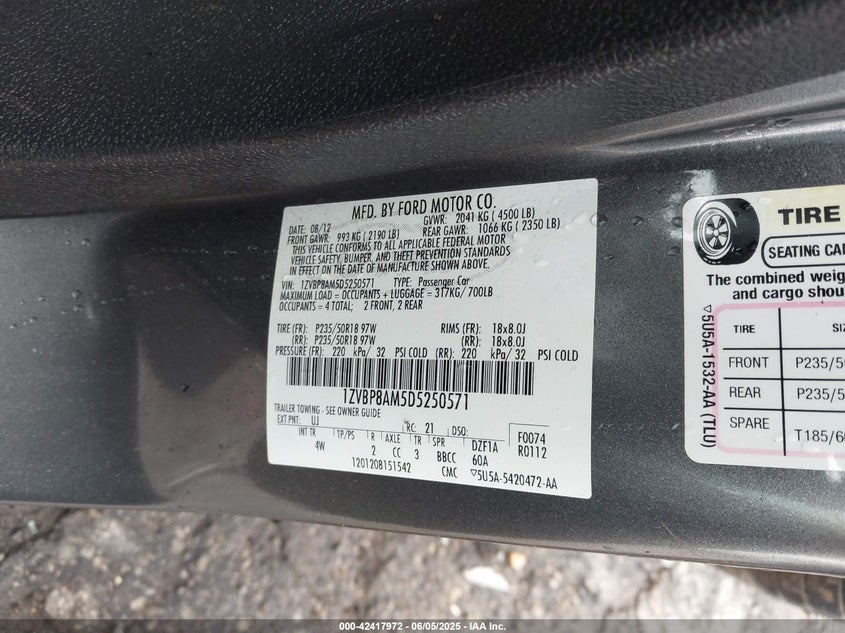 MFD. BY FORD MOTOR CO.
DATE: 08/12 GVWR: 2041 KG ( 4500 LB)
FRONT GAWR: 993 KG ( 2190 LB) REAR GAWR: 1066 KG ( 2350 LB)
THIS VEHICLE CONFORMS TO ALL APPLICABLE FEDERAL MOTOR
VEHICLE SAFETY, BUMPER, AND THEFT PREVENTION STANDARDS
IN EFFECT ON THE DATE OF MANUFACTURE SHOWN ABOVE.
VIN: 1ZVBP8AM5D5250571 TYPE: Passenger Car
MAXIMUM LOAD = OCCUPANTS + LUGGAGE = 317KG/ 700LB
OCCUPANTS = 4 TOTAL; 2 FRONT, 2 REAR
TIRE (FR): P235/50R18 97W RIMS (FR): 18x8.0J
(RR): P235/50R18 97W (RR): 18x8.0J
PRESSURE (FR): 220 kPa/ 32 PSI COLD (RR): 220 kPa/ 32 PSI COLD
1ZVBP8AM5D5250571
TRAILER TOWING - SEE OWNER GUIDE
EXT PNT: UJ RC: 21 DSO: F0074
INT TR TP/PS R AXLE TR SPR DZF1A R0112
4W 2 CC 3 BBCC 60A
1201208151542 CMC ▽5U5A-5420472-AA
TIRE
SEATING CA
The combined weig
and cargo shou
▽5U5A-1532-AA (TLU)
TIRE SIZ
FRONT P235/50
REAR P235/5
SPARE T185/60
000-42417972 - 06/05/2025 - IAA Inc.